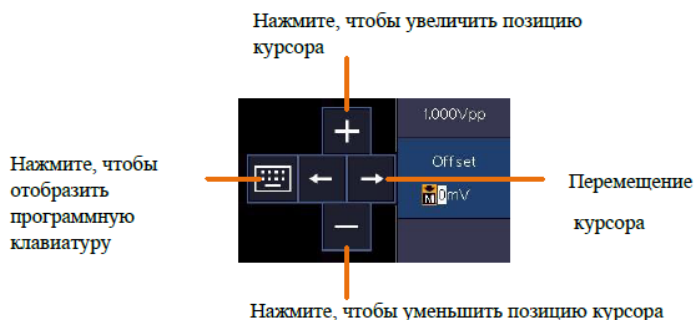 Нажмите, чтобы увеличить позицию
курсора
1.000Vpp
Offset
M 0mV
Нажмите, чтобы
отобразить
программную
клавиатуру
Перемещение
курсора
Нажмите, чтобы уменьшить позицию курсора